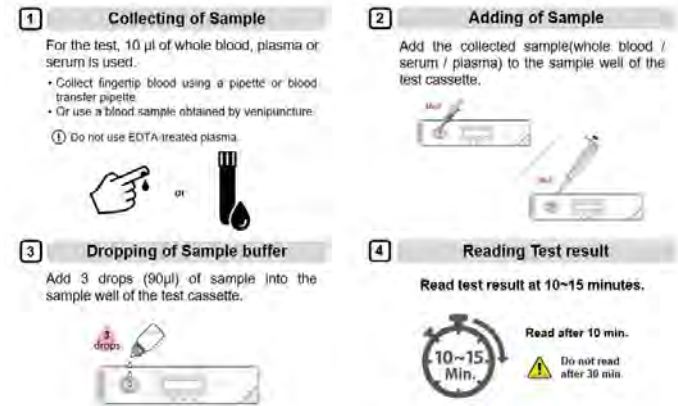 1 Collecting of Sample
For the test, 10 µl of whole blood, plasma or
serum is used.
• Collect fingertip blood using a pipette or blood
transfer pipette
• Or use a blood sample obtained by venipuncture
! Do not use EDTA-treated plasma
or
2 Adding of Sample
Add the collected sample(whole blood /
serum / plasma) to the sample well of the
test cassette.
3 Dropping of Sample buffer
Add 3 drops (90µl) of sample into the
sample well of the test cassette.
3
drops
4 Reading Test result
Read test result at 10~15 minutes.
10~15
Min.
Read after 10 min.
Do not read
after 30 min